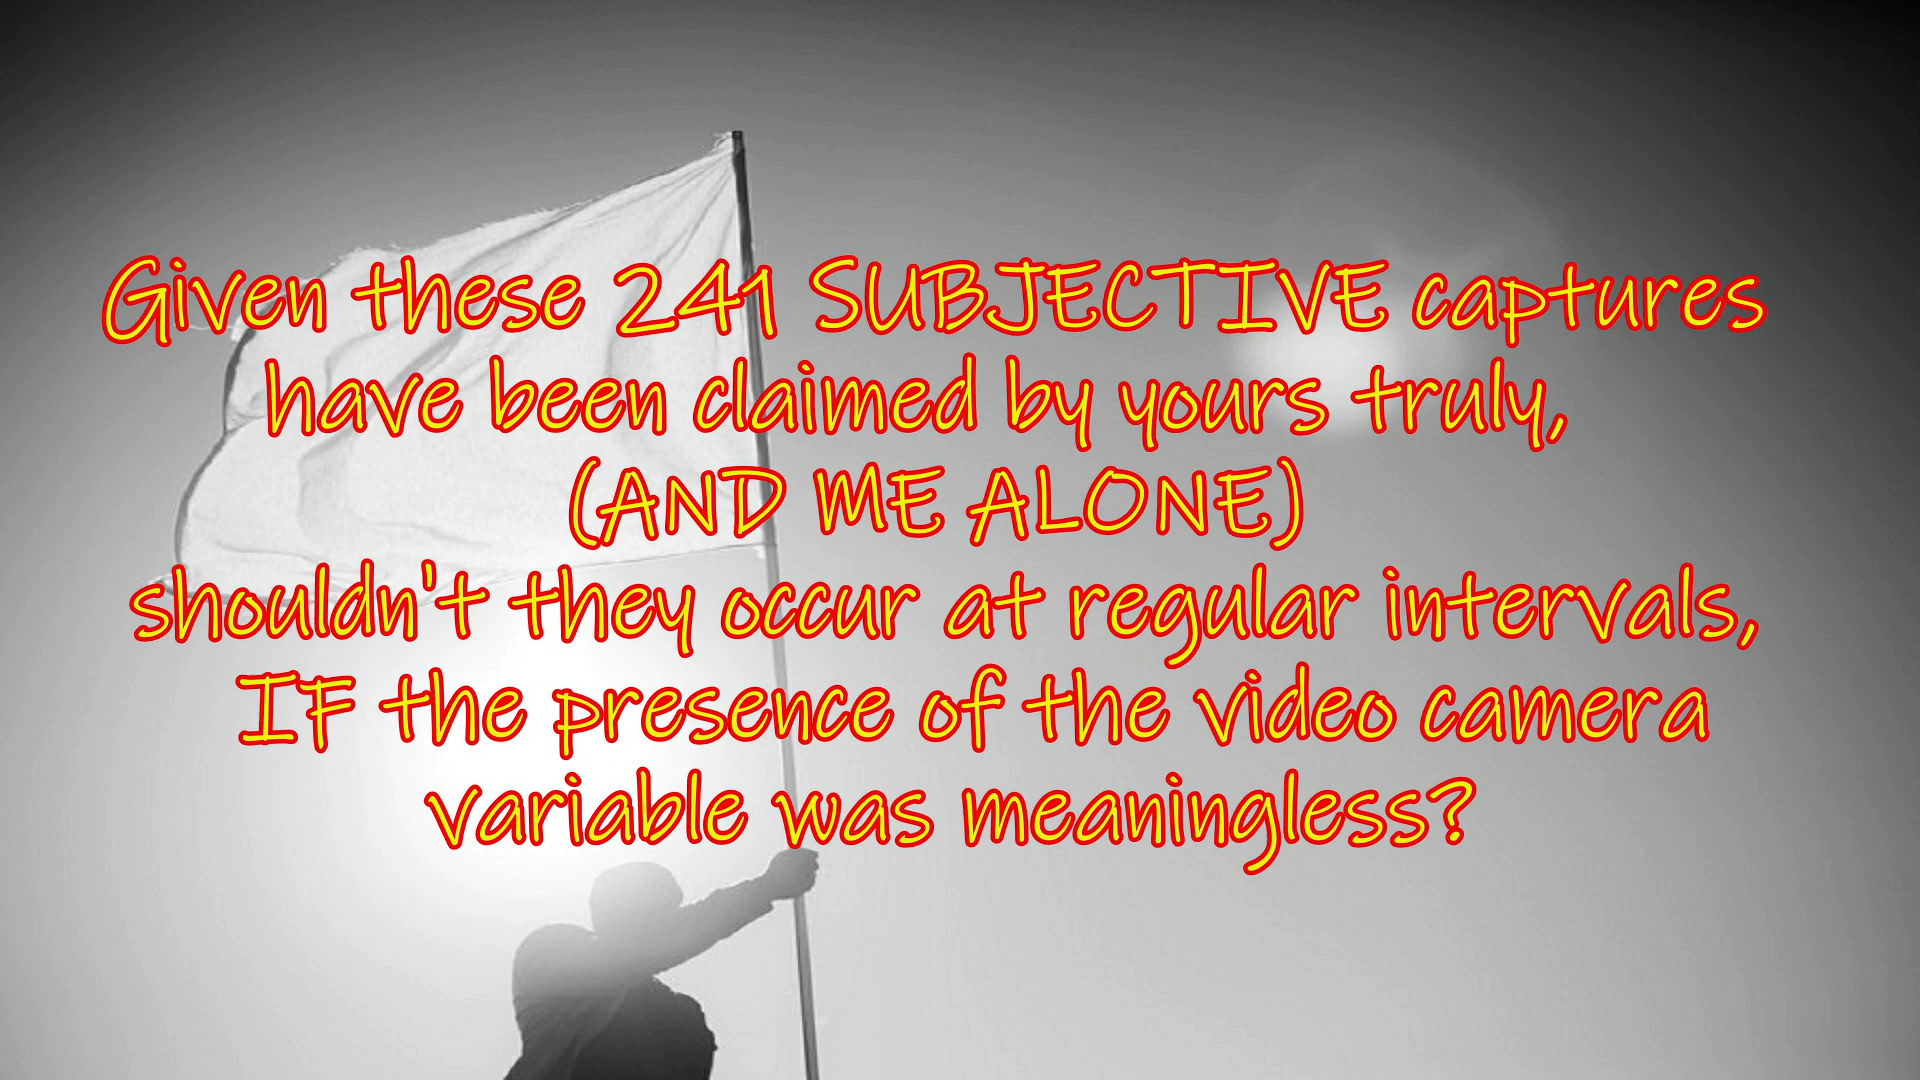 Given these 241 SUBJECTIVE captures
have been claimed by yours truly,
(AND ME ALONE)
shouldn't they occur at regular intervals,
IF the presence of the video camera
variable was meaningless?